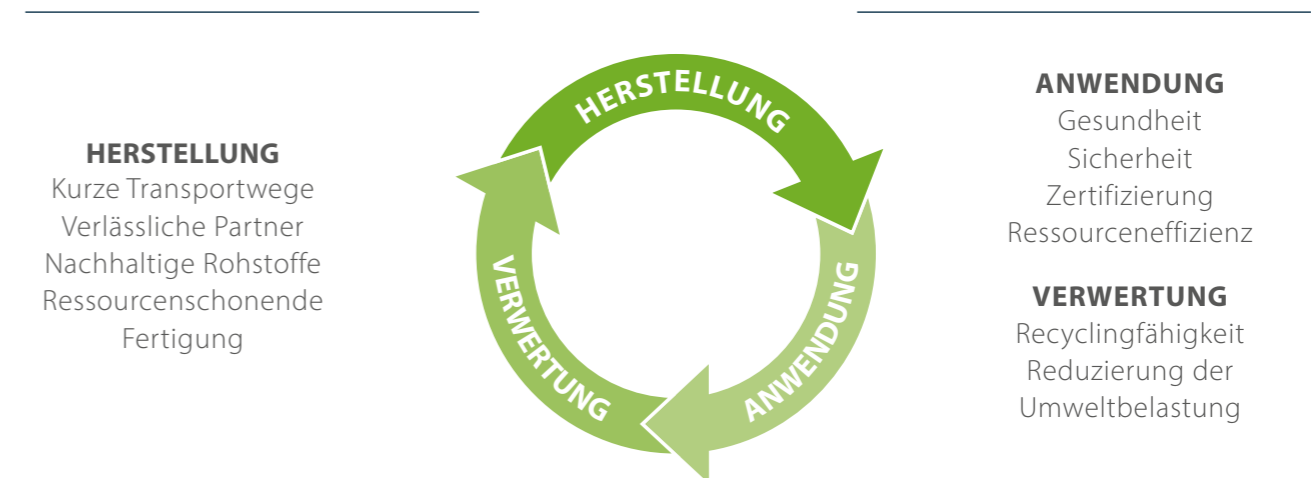 HERSTELLUNG
Kurze Transportwege
Verlässliche Partner
Nachhaltige Rohstoffe
Ressourcenschonende
Fertigung
HERSTELLUNG
ANWENDUNG
VERWERTUNG
ANWENDUNG
Gesundheit
Sicherheit
Zertifizierung
Ressourceneffizienz
VERWERTUNG
Recyclingfähigkeit
Reduzierung der
Umweltbelastung